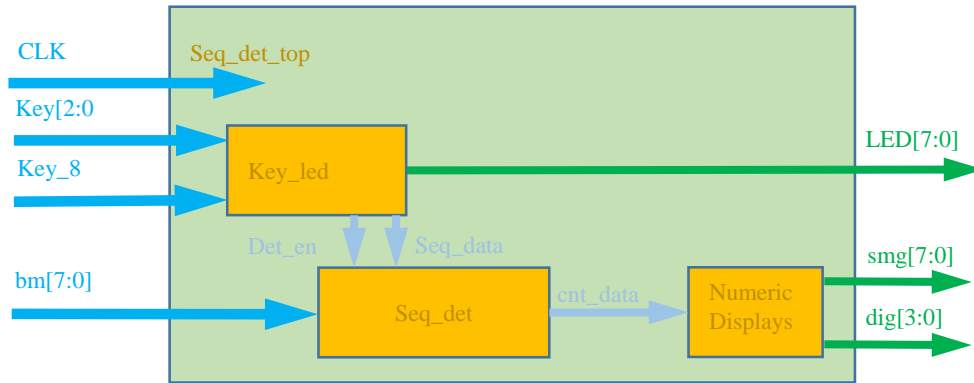 CLK
Seq_det_top
Key[2:0
LED[7:0]
Key_8
Key_led
Det_en
Seq_data
smg[7:0]
bm[7:0]
cnt_data
Numeric
Displays
Seq_det
dig[3:0]